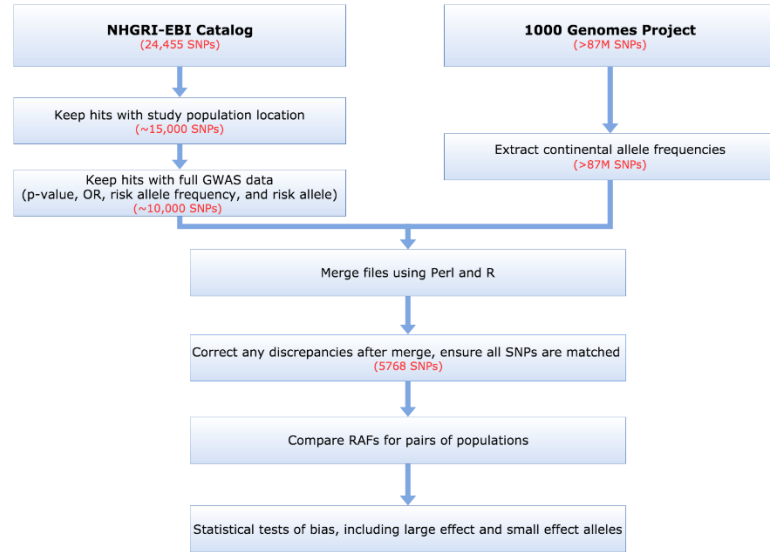 NHGRI-EBI Catalog
(24,455 SNPs)
1000 Genomes Project
(>87M SNPs)
Keep hits with study population location
(~15,000 SNPs)
Extract continental allele frequencies
(>87M SNPs)
Keep hits with full GWAS data
(p-value, OR, risk allele frequency, and risk allele)
(~10,000 SNPs)
Merge files using Perl and R
Correct any discrepancies after merge, ensure all SNPs are matched
(5768 SNPs)
Compare RAFs for pairs of populations
Statistical tests of bias, including large effect and small effect alleles